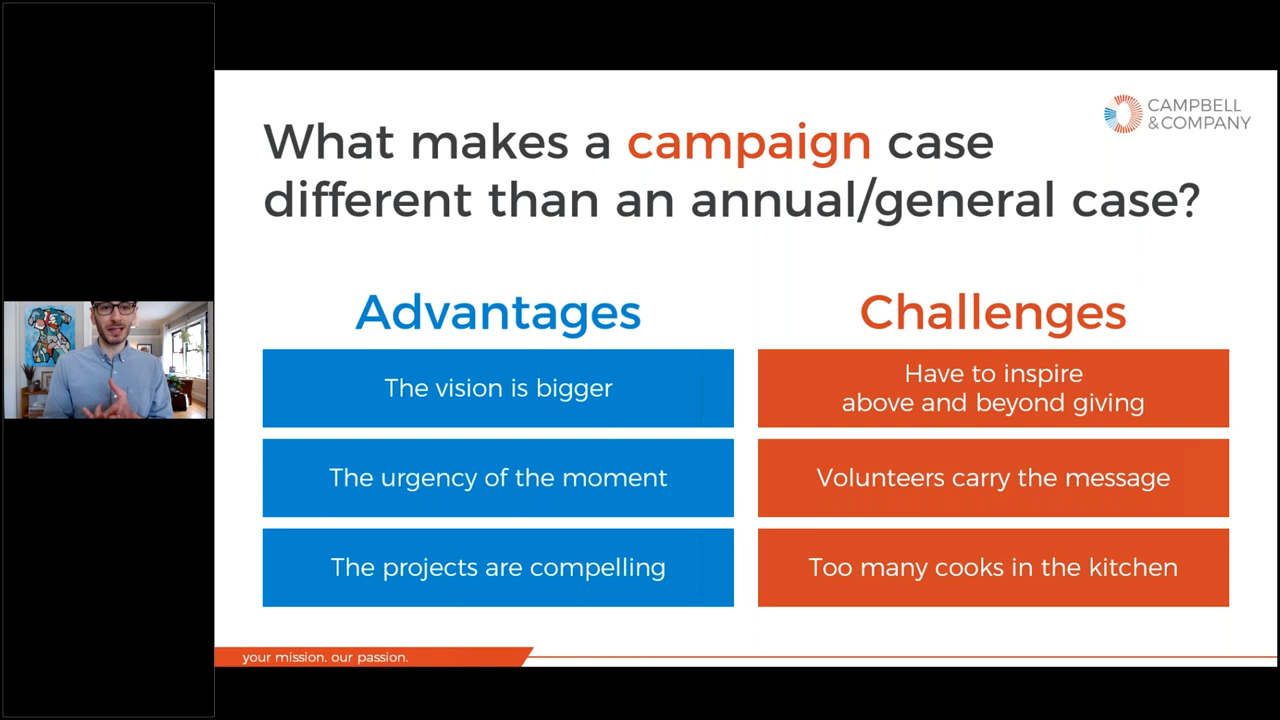 CAMPBELL
&COMPANY
What makes a campaign case
different than an annual/general case?
Advantages
The vision is bigger
The urgency of the moment
The projects are compelling
Challenges
Have to inspire
above and beyond giving
Volunteers carry the message
Too many cooks in the kitchen
your mission. our passion.